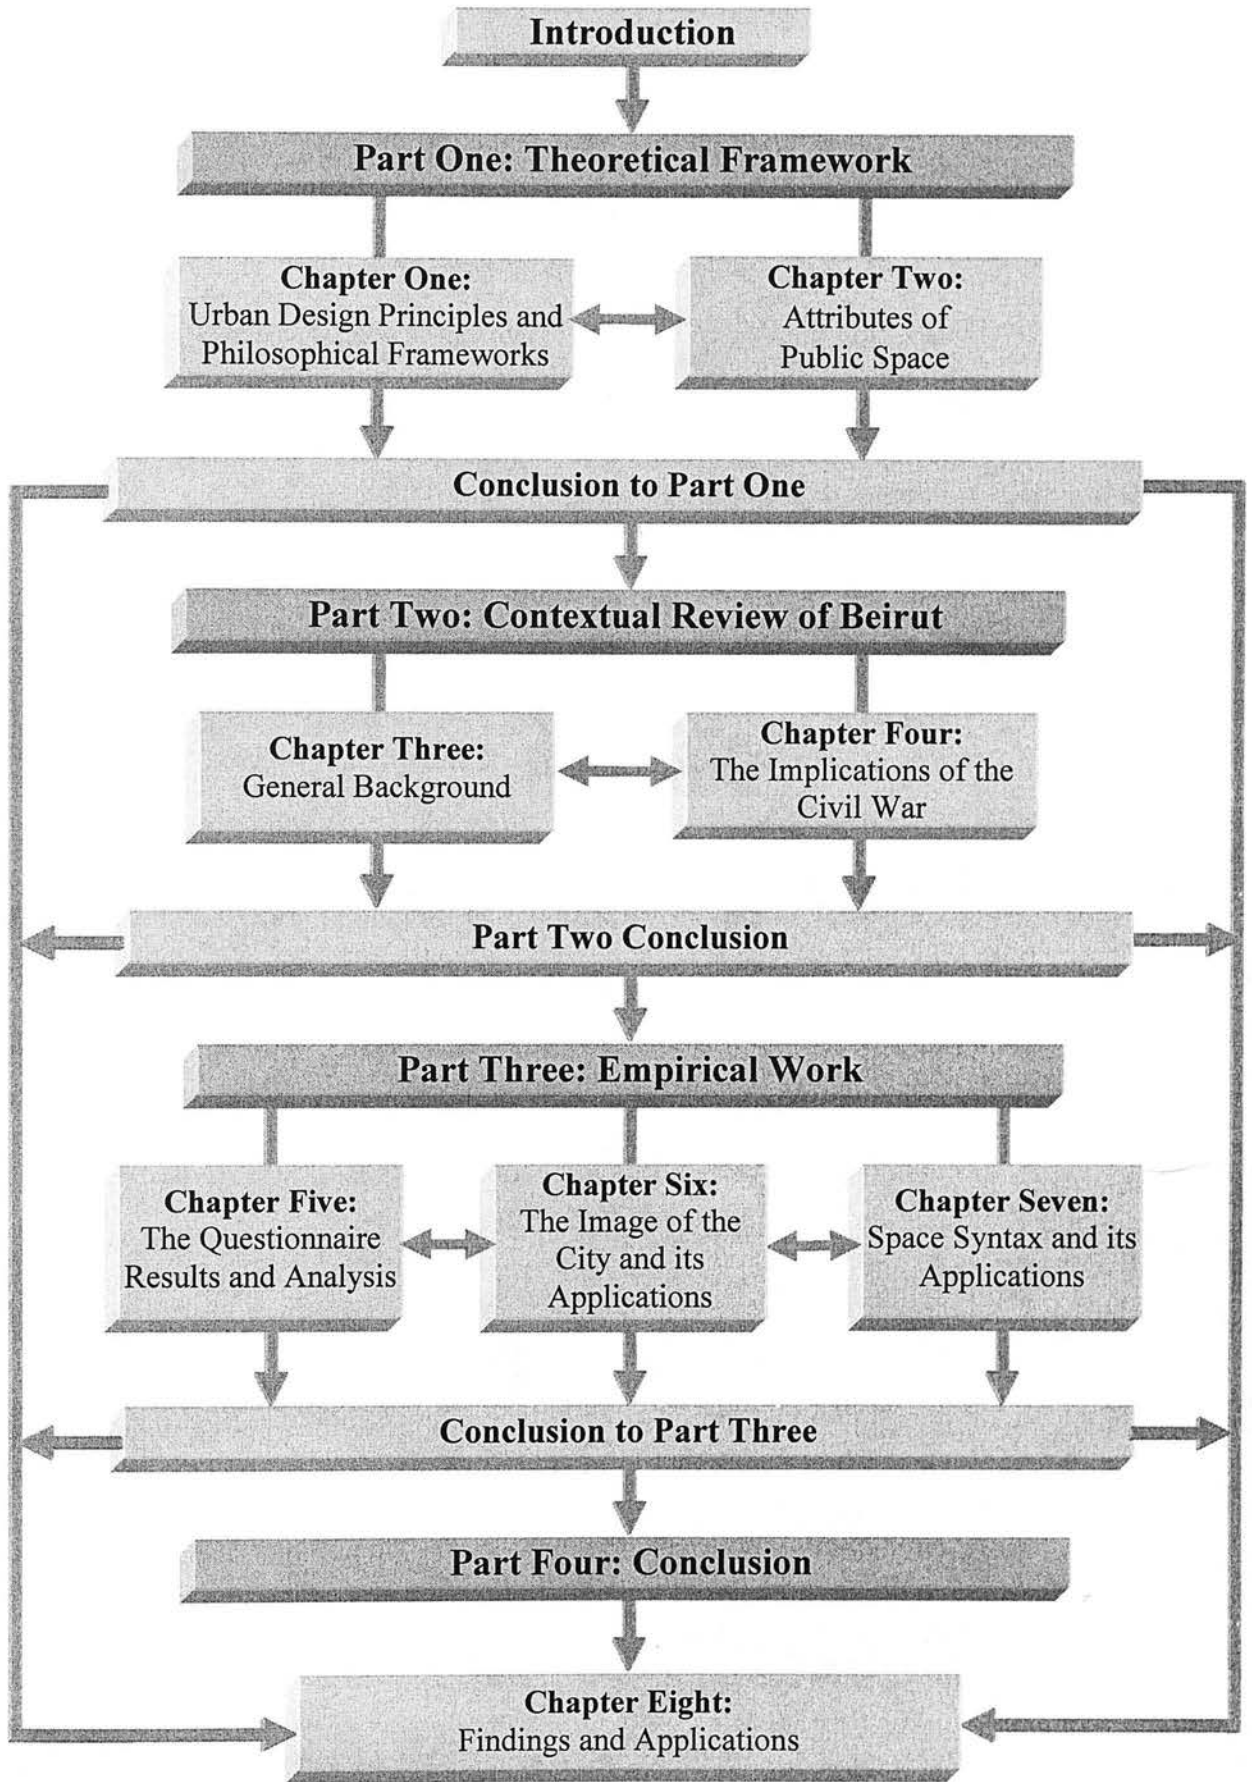 Introduction
Part One: Theoretical Framework
Chapter One:
Urban Design Principles and
Philosophical Frameworks
Chapter Two:
Attributes of
Public Space
Conclusion to Part One
Part Two: Contextual Review of Beirut
Chapter Three:
General Background
Chapter Four:
The Implications of the
Civil War
Part Two Conclusion
Part Three: Empirical Work
Chapter Five:
The Questionnaire
Results and Analysis
Chapter Six:
The Image of the
City and its
Applications
Chapter Seven:
Space Syntax and its
Applications
Conclusion to Part Three
Part Four: Conclusion
Chapter Eight:
Findings and Applications